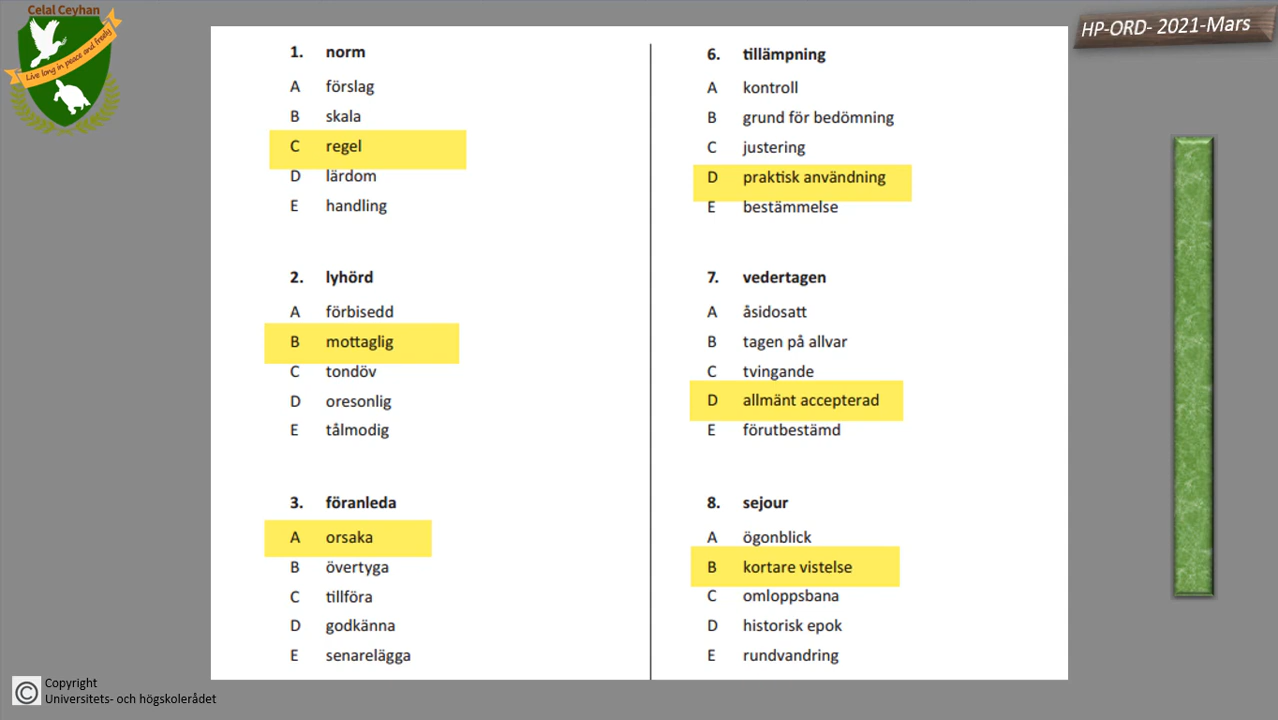 Celal Ceyhan
Live long in peace and freely
HP-ORD- 2021-Mars
1. norm
A förslag
B skala
C regel
D lärdom
E handling
2. lyhörd
A förbisedd
B mottaglig
C tondöv
D oresonlig
E tålmodig
3. föranleda
A orsaka
B övertyga
C tillföra
D godkänna
E senarelägga
6. tillämpning
A kontroll
B grund för bedömning
C justering
D praktisk användning
E bestämmelse
7. vedertagen
A åsidosatt
B tagen på allvar
C tvingande
D allmänt accepterad
E förutbestämd
8. sejour
A ögonblick
B kortare vistelse
C omloppsbana
D historisk epok
E rundvandring
© Copyright
Universitets- och högskolerådet